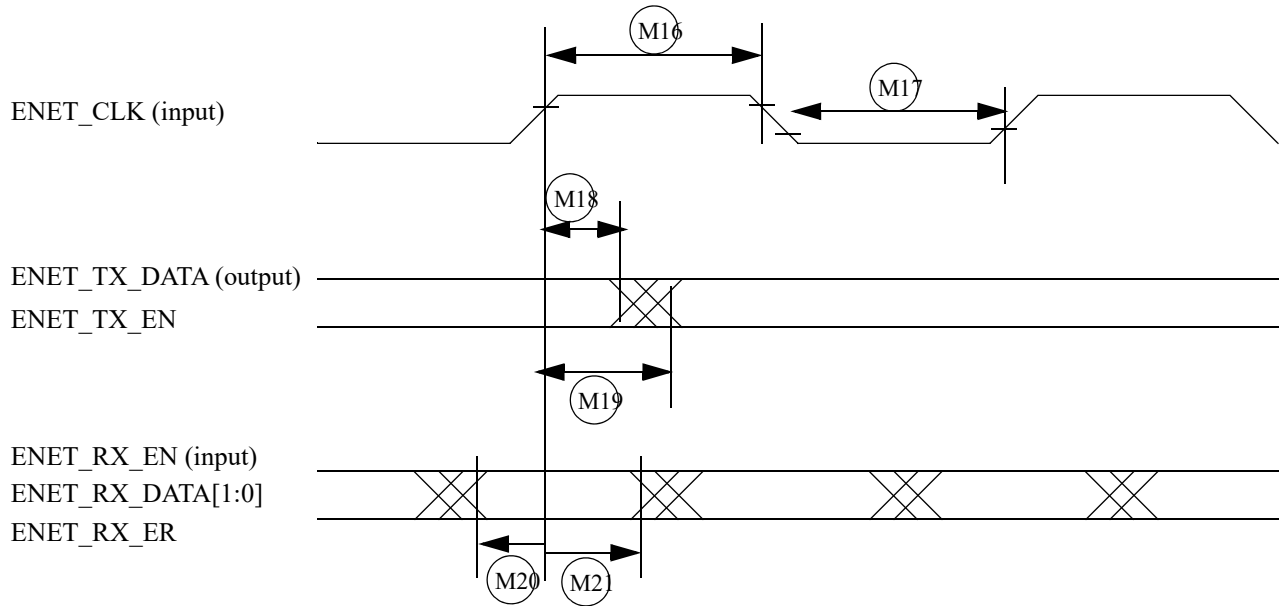 M16
M17
ENET_CLK (input)
M18
ENET_TX_DATA (output)
ENET_TX_EN
M19
ENET_RX_EN (input)
ENET_RX_DATA[1:0]
ENET_RX_ER
M20
M21